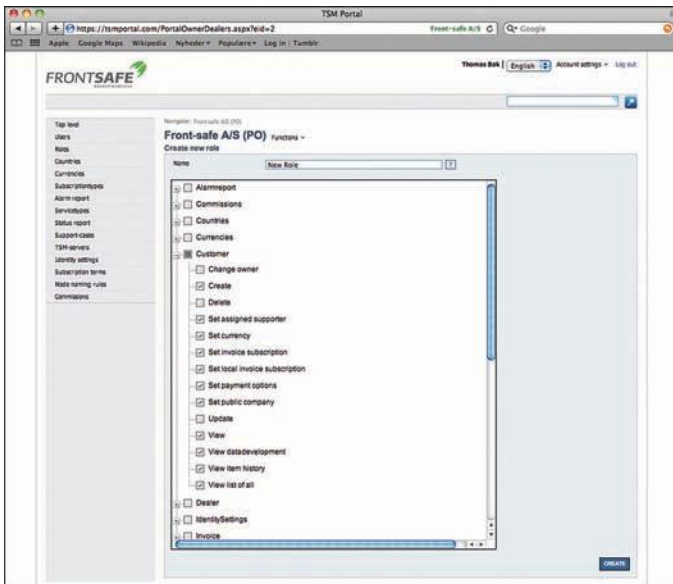 TSM Portal
https://tsmportal.com/PortalOwnerDealers.aspx?eid=2
Front-safe A/S
Google
Apple Google Maps Wikipedia Nyheder Populære Log in | Tumblr
FRONTSAFE
Thomas Bak | English Account settings Log out
Navigator: Front-safe A/S (PO)
Front-safe A/S (PO) Functions
Create new role
Top level
Users
Roles
Countries
Currencies
Subscriptiontypes
Alarm report
Servicetypes
Status report
Support-cases
TSM-servers
Identity settings
Subscription terms
Node naming rules
Commissions
Name New Role ?
Alarmreport
Commissions
Countries
Currencies
Customer
Change owner
Create
Delete
Set assigned supporter
Set currency
Set invoice subscription
Set local invoice subscription
Set payment options
Set public company
Update
View
View datadevelopment
View item history
View list of all
Dealer
IdentitySettings
Invoice
CREATE